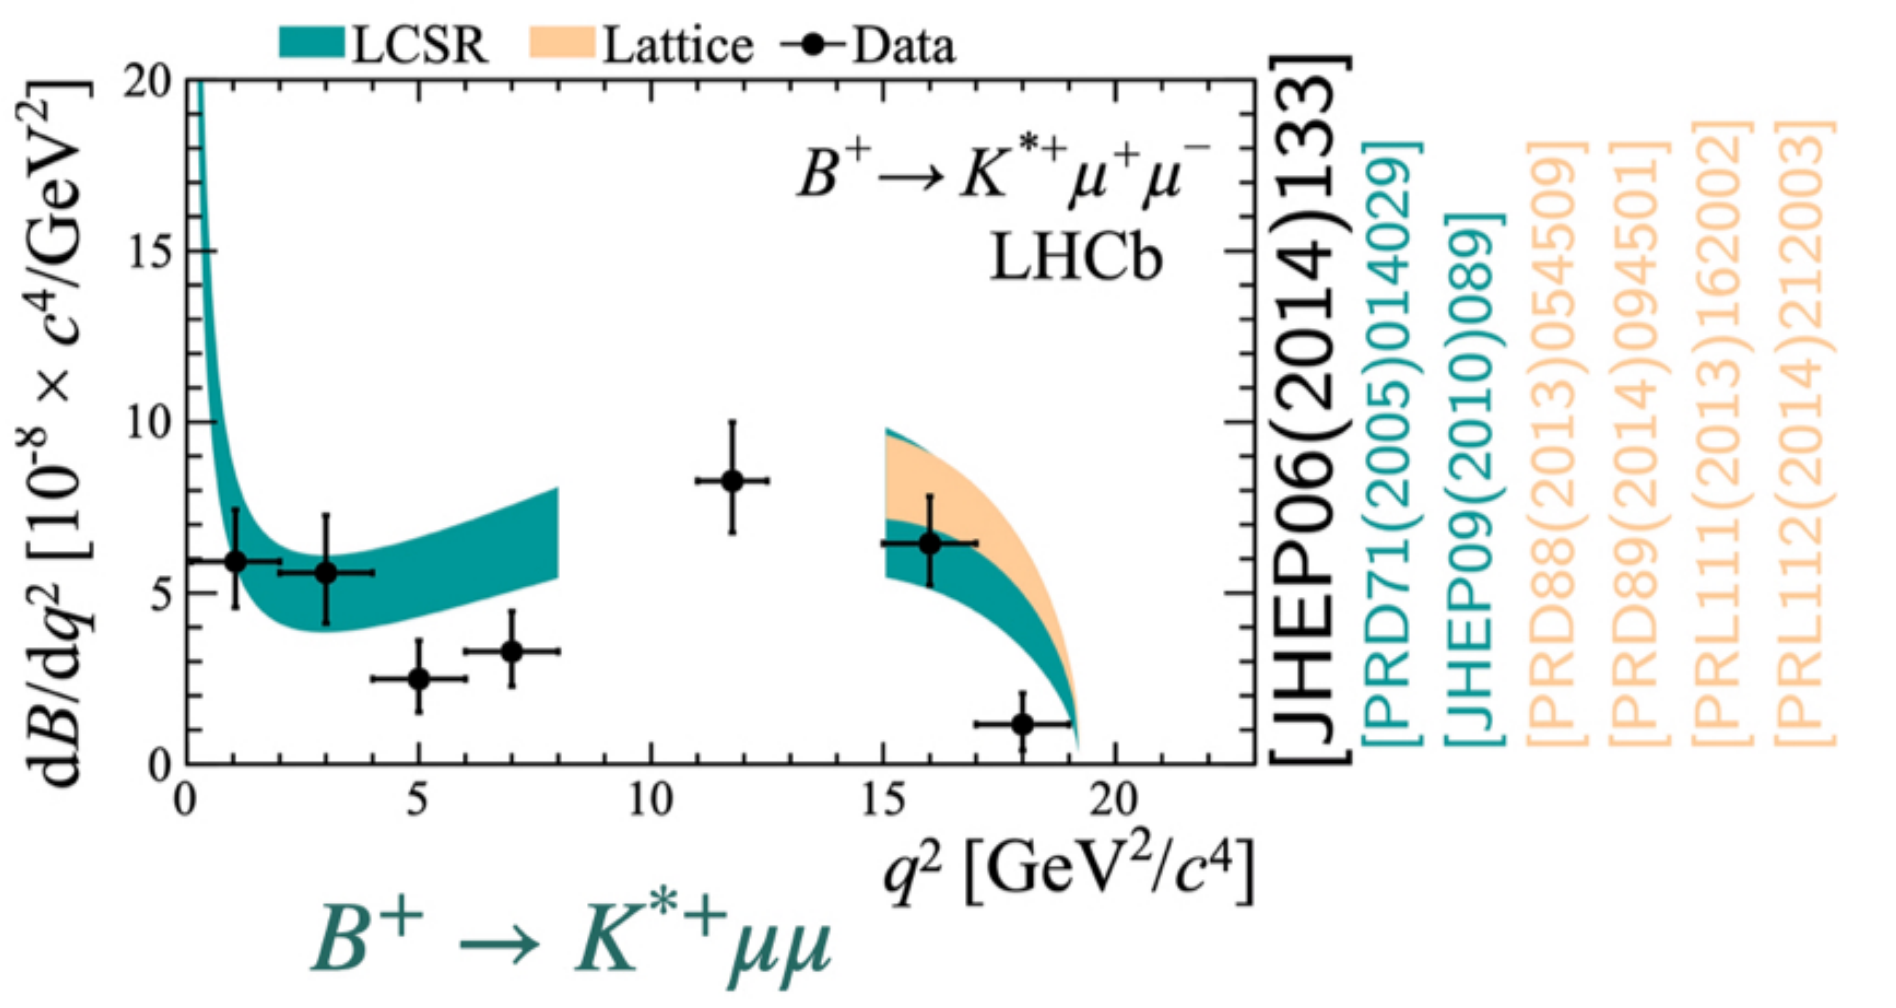 LCSR Lattice Data
dB/dq² [10⁻⁸ × c⁴/GeV²]
20
15
10
5
0
B⁺ → K*⁺ μ⁺ μ⁻
LHCb
0 5 10 15 20
q² [GeV²/c⁴]
[JHEP06(2014)133]
[PRD71(2005)014029]
[JHEP09(2010)089]
[PRD88(2013)054509]
[PRD89(2014)094501]
[PRL111(2013)162002]
[PRL112(2014)212003]
B⁺ → K*⁺ μμ